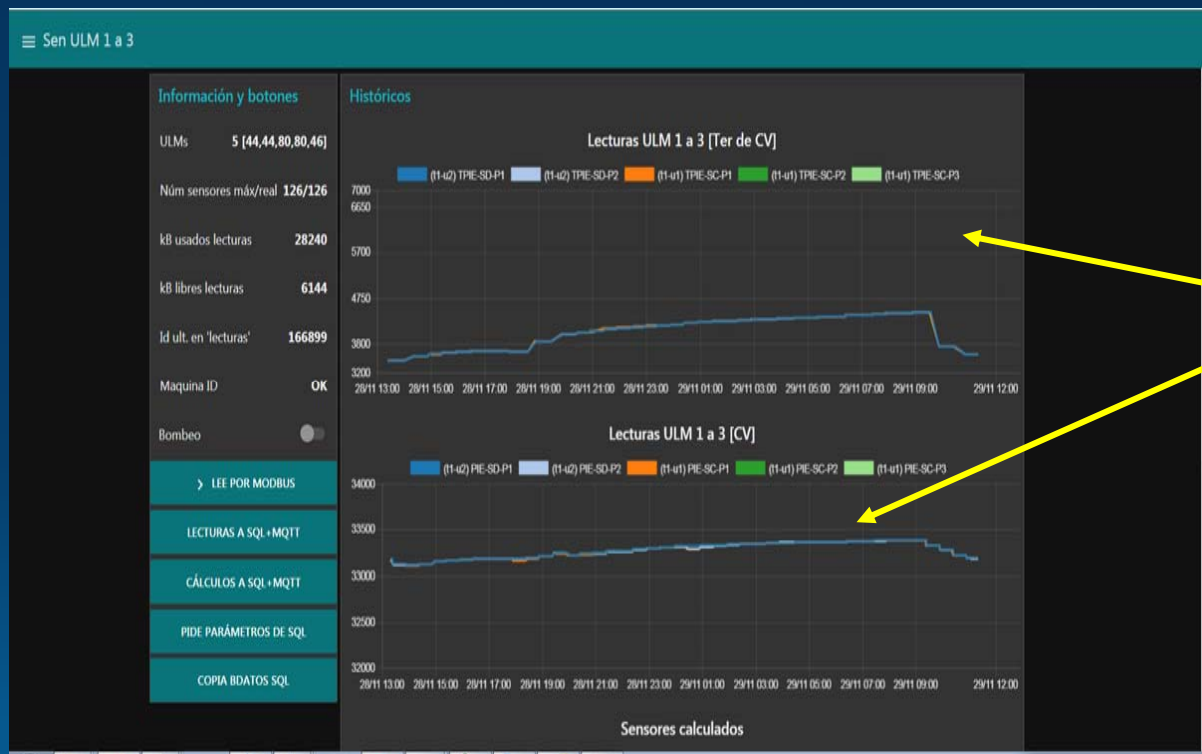 ≡ Sen ULM 1 a 3
Información y botones
ULMs 5 [44,44,80,80,46]
Núm sensores máx/real 126/126
kB usados lecturas 28240
kB libres lecturas 6144
Id ult. en 'lecturas' 166899
Maquina ID OK
Bombeo
> LEE POR MODBUS
LECTURAS A SQL+MQTT
CÁLCULOS A SQL+MQTT
PIDE PARÁMETROS DE SQL
COPIA BDATOS SQL
Históricos
Lecturas ULM 1 a 3 [Ter de CV]
(t1-u2) TPIE-SD-P1 (t1-u2) TPIE-SD-P2 (t1-u1) TPIE-SC-P1 (t1-u1) TPIE-SC-P2 (t1-u1) TPIE-SC-P3
7000
6650
5700
4750
3800
3200
28/11 13:00 28/11 15:00 28/11 17:00 28/11 19:00 28/11 21:00 28/11 23:00 29/11 01:00 29/11 03:00 29/11 05:00 29/11 07:00 29/11 09:00 29/11 12:00
Lecturas ULM 1 a 3 [CV]
(t1-u2) PIE-SD-P1 (t1-u2) PIE-SD-P2 (t1-u1) PIE-SC-P1 (t1-u1) PIE-SC-P2 (t1-u1) PIE-SC-P3
34000
33500
33000
32500
32000
28/11 13:00 28/11 15:00 28/11 17:00 28/11 19:00 28/11 21:00 28/11 23:00 29/11 01:00 29/11 03:00 29/11 05:00 29/11 07:00 29/11 09:00 29/11 12:00
Sensores calculados